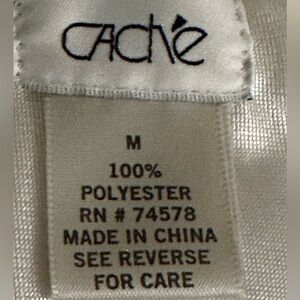 CAché
M
100%
POLYESTER
RN # 74578
MADE IN CHINA
SEE REVERSE
FOR CARE